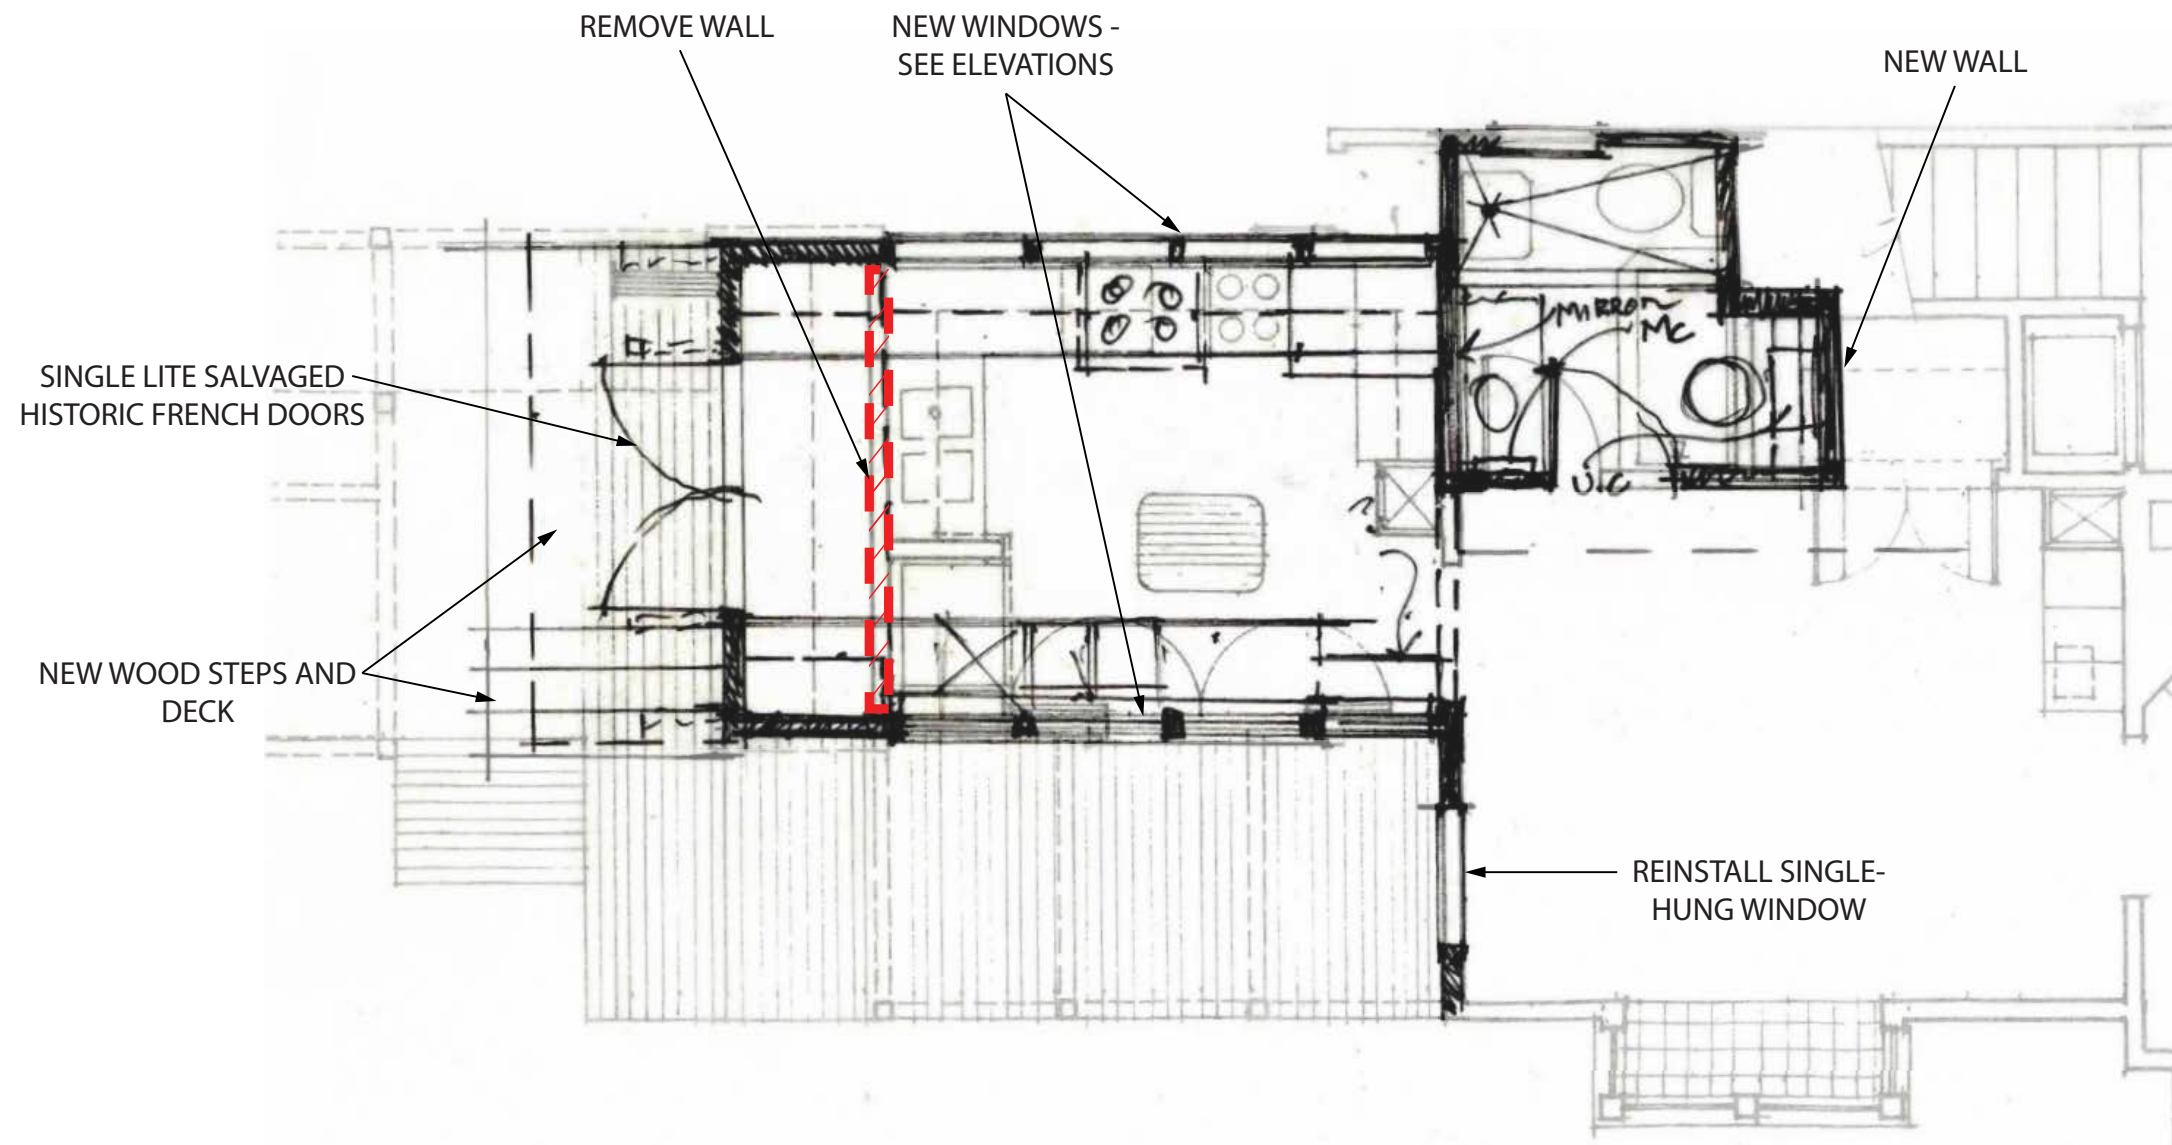 REMOVE WALL
NEW WINDOWS -
SEE ELEVATIONS
NEW WALL
MIRROR
MC
SINGLE LITE SALVAGED
HISTORIC FRENCH DOORS
U.C
NEW WOOD STEPS AND
DECK
REINSTALL SINGLE-
HUNG WINDOW